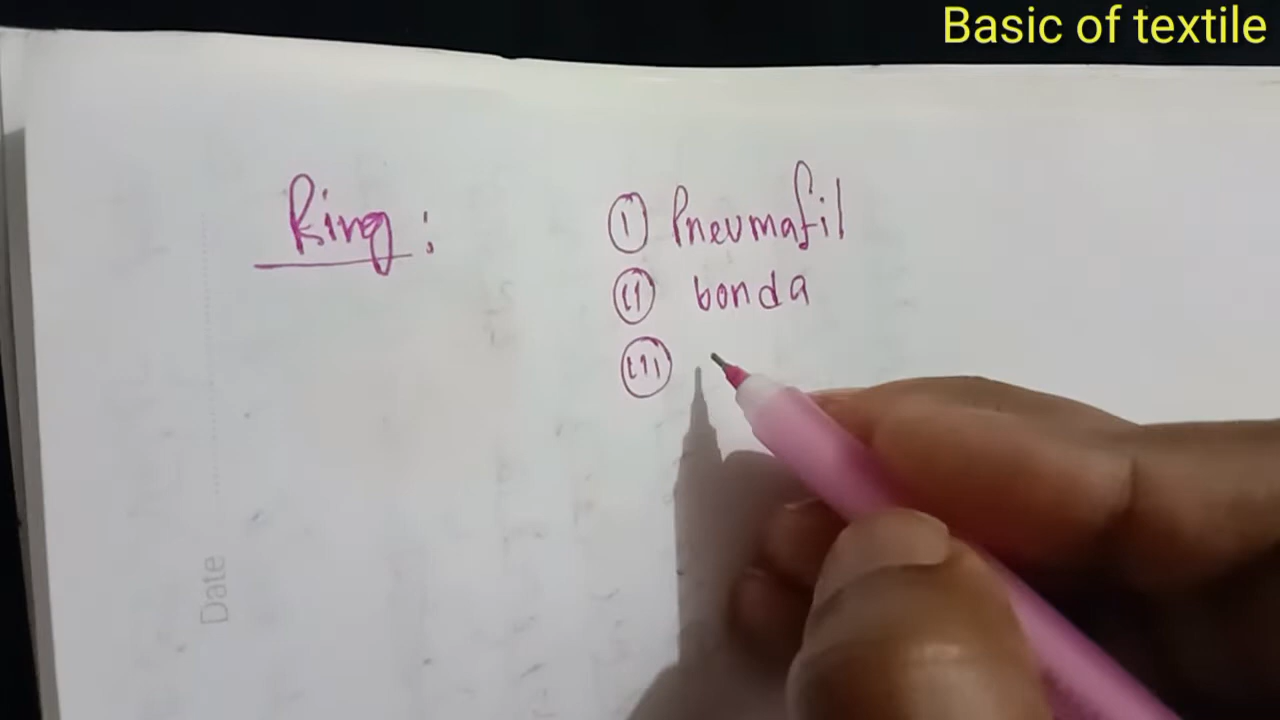 Basic of textile
Ring :
(i) Pneumafil
(ii) bonda
(iii)
Date